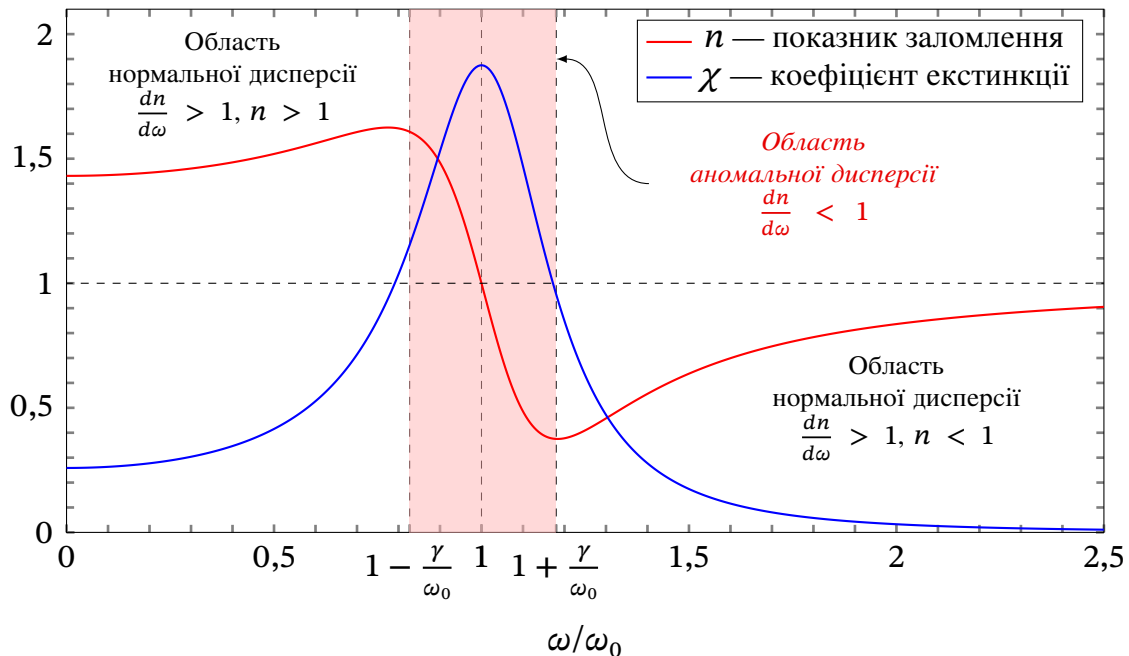 Область
нормальної дисперсії
dn/dω > 1, n > 1
n — показник заломлення
χ — коефіцієнт екстинкції
Область
аномальної дисперсії
dn/dω < 1
Область
нормальної дисперсії
dn/dω > 1, n < 1
2
1,5
1
0,5
0
0 0,5 1 − γ/ω₀ 1 1 + γ/ω₀ 1,5 2 2,5
ω/ω₀